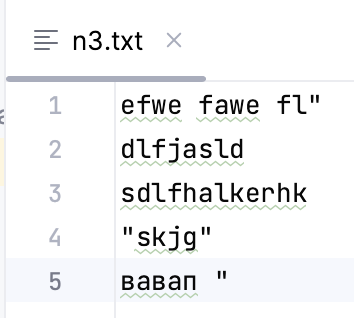 n3.txt
1 efwe fawe fl"
2 dlfjasld
3 sdlfhalkerhk
4 "skjg"
5 вавап "